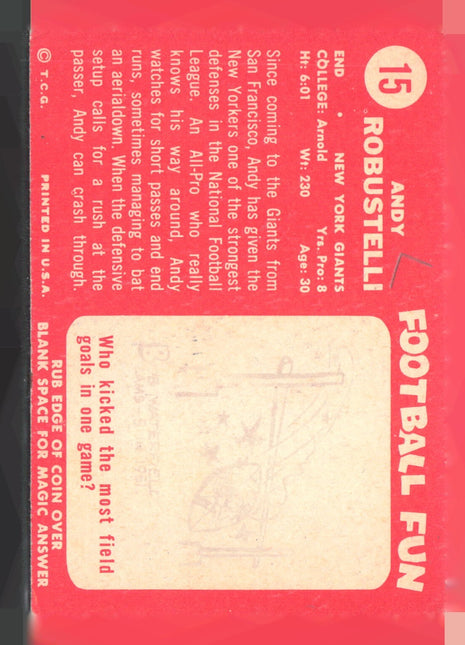 15
ANDY
ROBUSTELLI
END • NEW YORK GIANTS
COLLEGE: Arnold Yrs. Pro: 8
Ht: 6:01 Wt: 230 Age: 30
Since coming to the Giants from
San Francisco, Andy has given the
New Yorkers one of the strongest
defenses in the National Football
League. An All-Pro who really
knows his way around, Andy
watches for short passes and end
runs, sometimes managing to bat
an aerial down. When the defensive
setup calls for a rush at the
passer, Andy can crash through
© T.C.G. PRINTED IN U.S.A.
FOOTBALL FUN
Who kicked the most field
goals in one game?
RUB EDGE OF COIN OVER
BLANK SPACE FOR MAGIC ANSWER